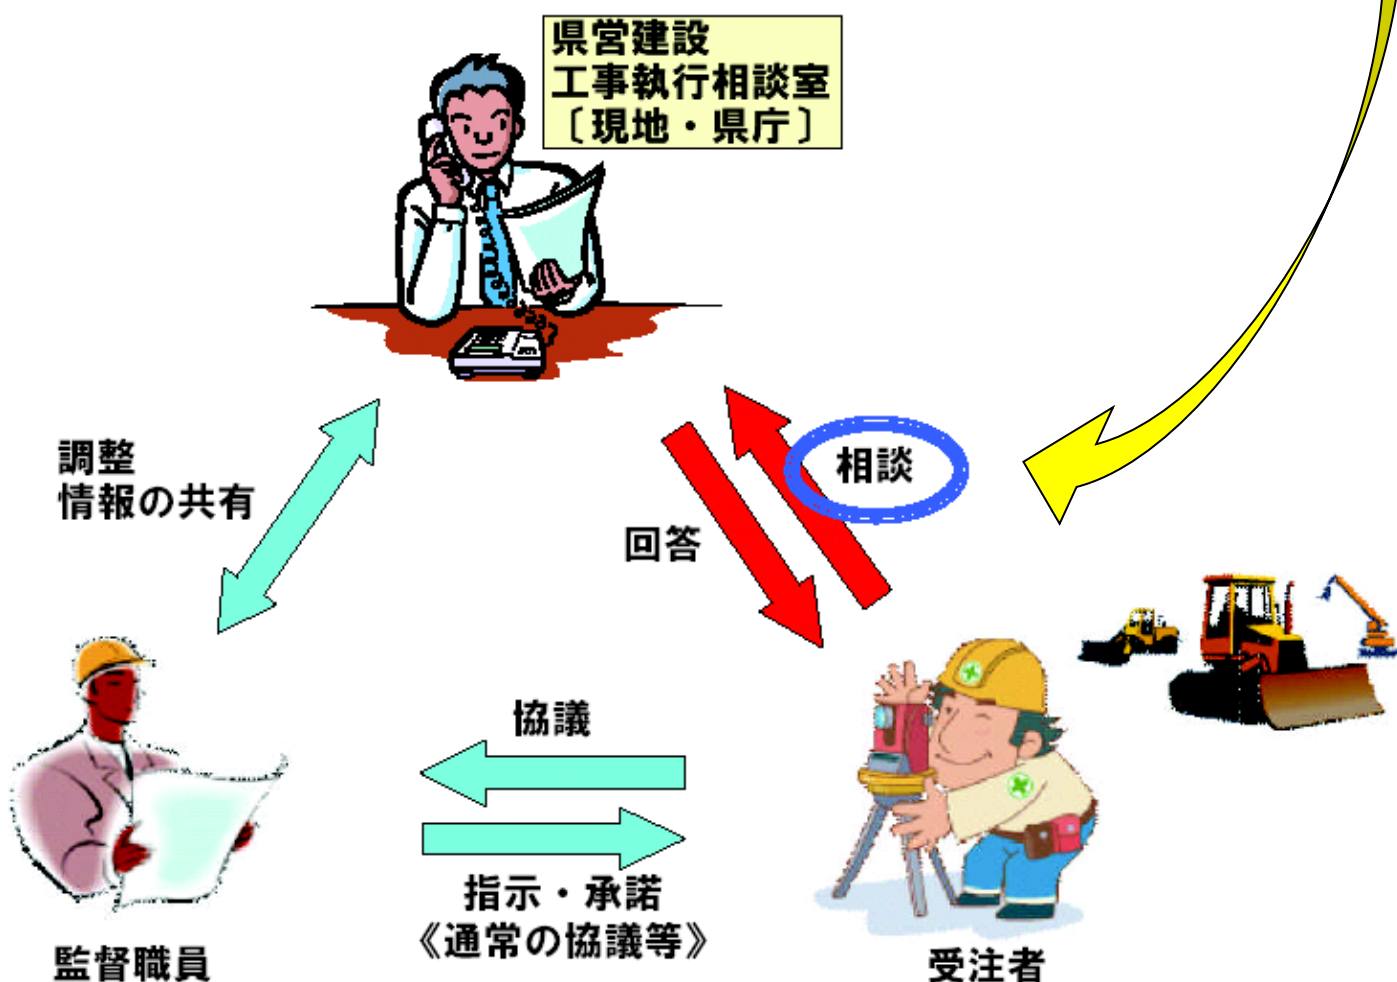 県営建設
工事執行相談室
〔現地・県庁〕
調整
情報の共有
相談
回答
協議
指示・承諾
《通常の協議等》
監督職員
受注者